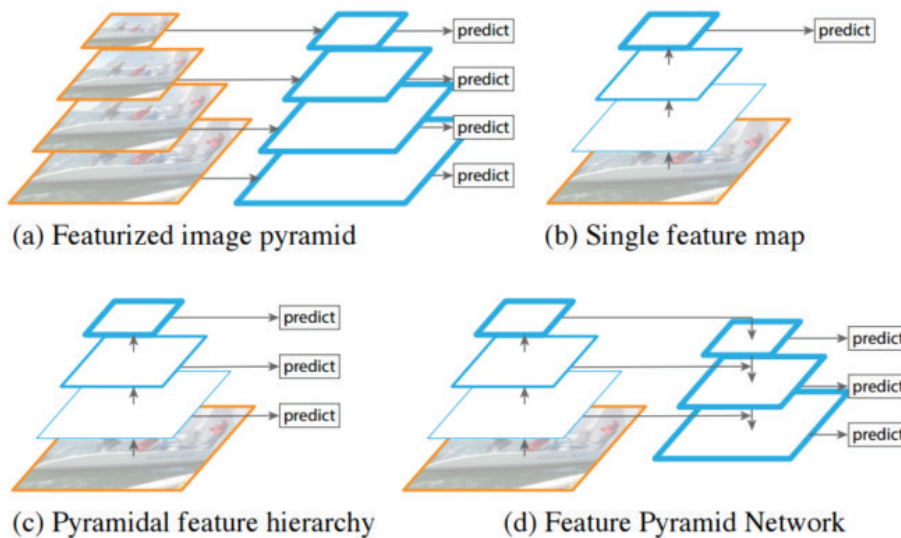 predict
predict
predict
predict
predict
(a) Featurized image pyramid
(b) Single feature map
predict
predict
predict
predict
predict
predict
(c) Pyramidal feature hierarchy
(d) Feature Pyramid Network